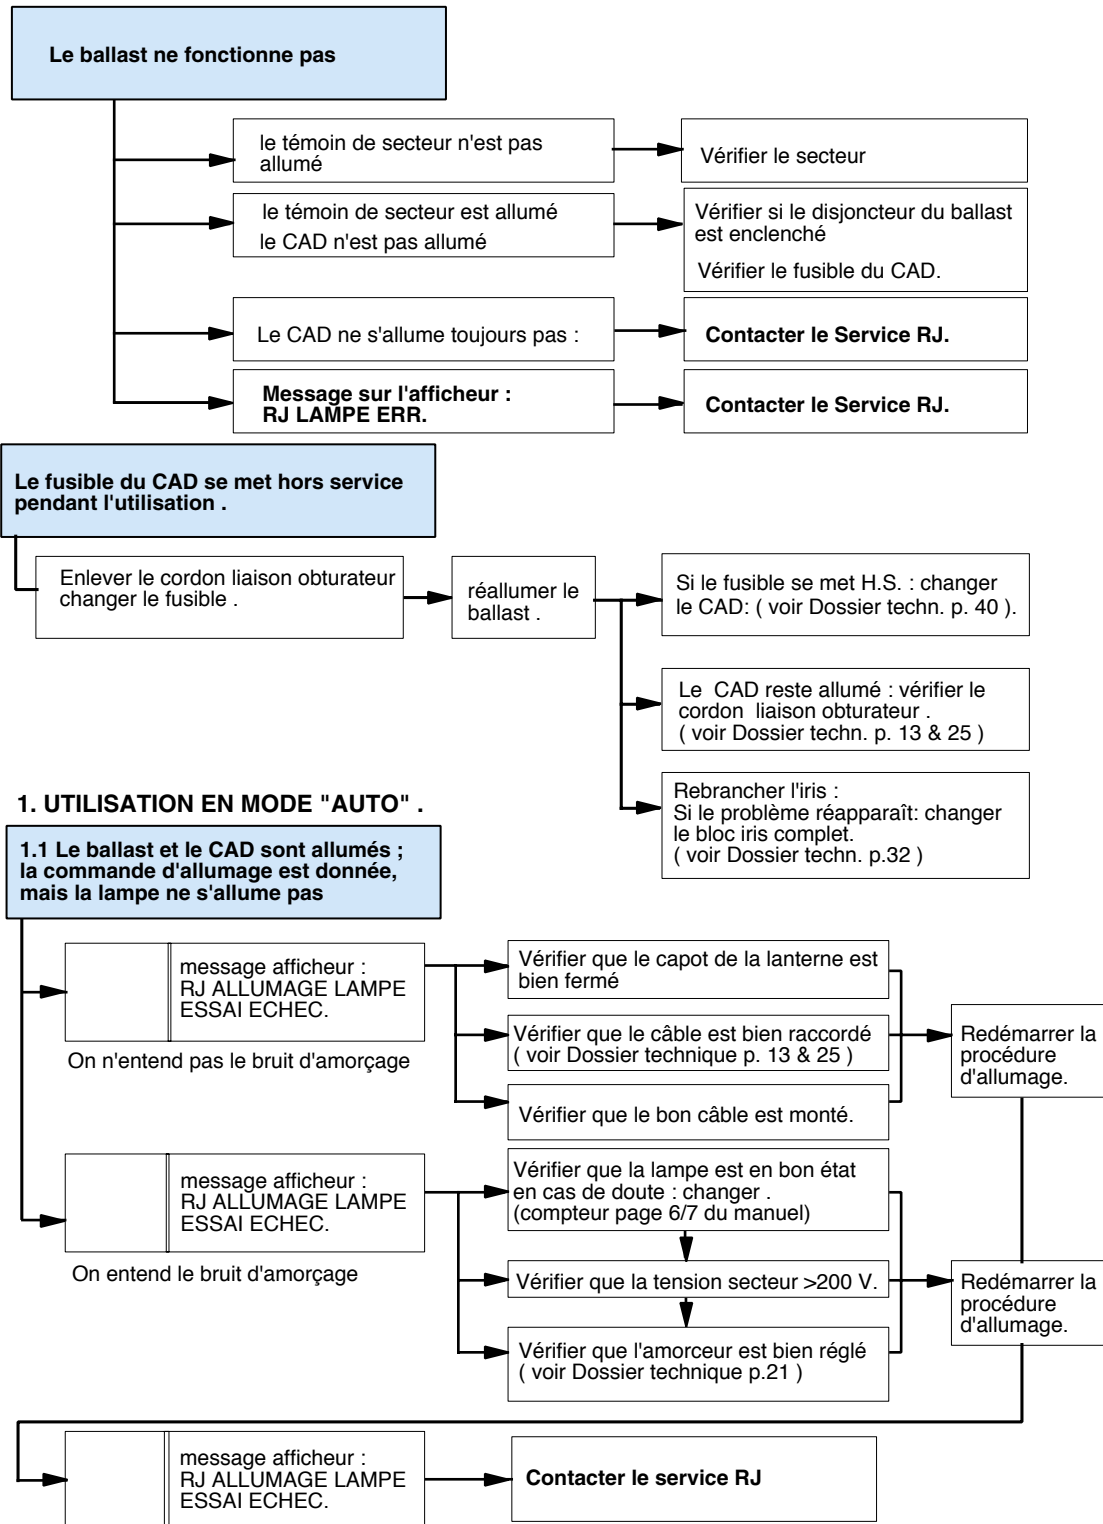 Le ballast ne fonctionne pas
le témoin de secteur n'est pas
allumé
Vérifier le secteur
le témoin de secteur est allumé
le CAD n'est pas allumé
Vérifier si le disjoncteur du ballast
est enclenché
Vérifier le fusible du CAD.
Le CAD ne s'allume toujours pas :
Contacter le Service RJ.
Message sur l'afficheur :
RJ LAMPE ERR.
Contacter le Service RJ.
Le fusible du CAD se met hors service
pendant l'utilisation .
Enlever le cordon liaison obturateur
changer le fusible .
réallumer le
ballast .
Si le fusible se met H.S. : changer
le CAD: ( voir Dossier techn. p. 40 ).
Le CAD reste allumé : vérifier le
cordon liaison obturateur .
( voir Dossier techn. p. 13 & 25 )
Rebrancher l'iris :
Si le problème réapparaît: changer
le bloc iris complet.
( voir Dossier techn. p.32 )
1. UTILISATION EN MODE "AUTO" .
1.1 Le ballast et le CAD sont allumés ;
la commande d'allumage est donnée,
mais la lampe ne s'allume pas
message afficheur :
RJ ALLUMAGE LAMPE
ESSAI ECHEC.
On n'entend pas le bruit d'amorçage
Vérifier que le capot de la lanterne est
bien fermé
Vérifier que le câble est bien raccordé
( voir Dossier technique p. 13 & 25 )
Vérifier que le bon câble est monté.
Redémarrer la
procédure
d'allumage.
message afficheur :
RJ ALLUMAGE LAMPE
ESSAI ECHEC.
On entend le bruit d'amorçage
Vérifier que la lampe est en bon état
en cas de doute : changer .
(compteur page 6/7 du manuel)
Vérifier que la tension secteur >200 V.
Vérifier que l'amorceur est bien réglé
( voir Dossier technique p.21 )
Redémarrer la
procédure
d'allumage.
message afficheur :
RJ ALLUMAGE LAMPE
ESSAI ECHEC.
Contacter le service RJ